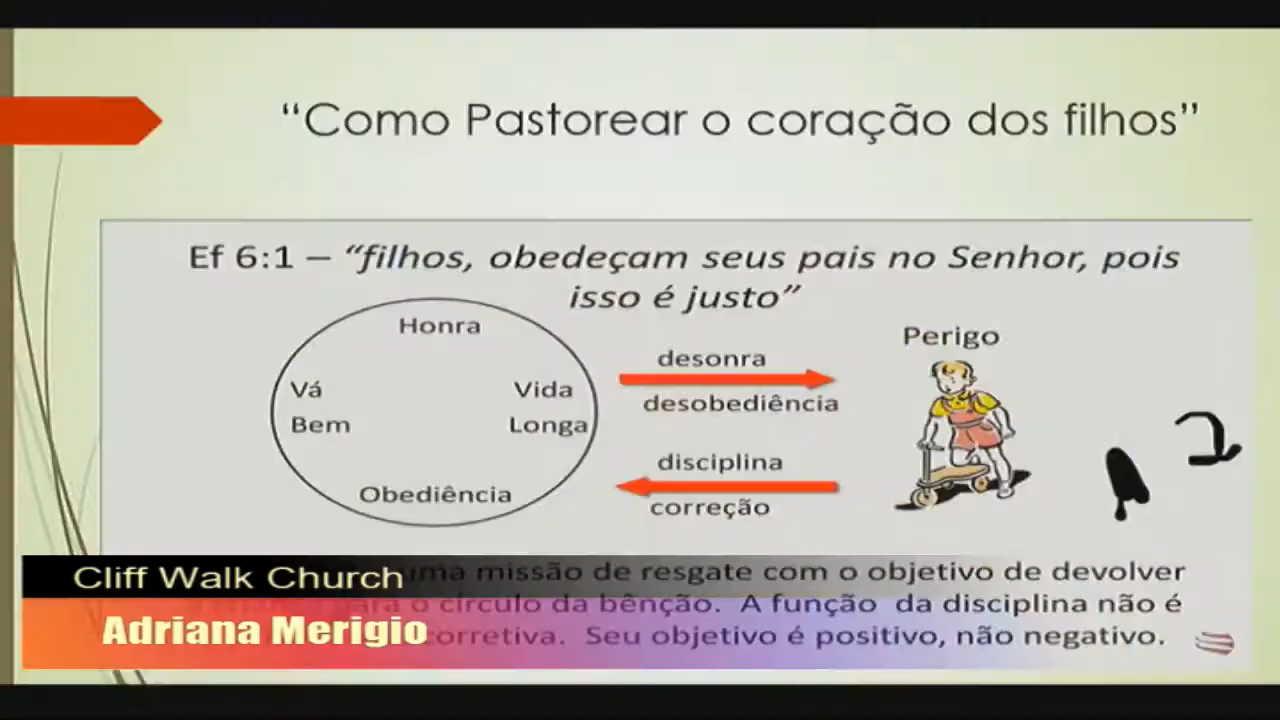 “Como Pastorear o coração dos filhos”
Ef 6:1 – “filhos, obedeçam seus pais no Senhor, pois
isso é justo”
Honra
Vá
Bem
Vida
Longa
Obediência
desonra
desobediência
disciplina
correção
Perigo
2
uma missão de resgate com o objetivo de devolver
para o círculo da bênção. A função da disciplina não é
corretiva. Seu objetivo é positivo, não negativo.
Cliff Walk Church
Adriana Merigio